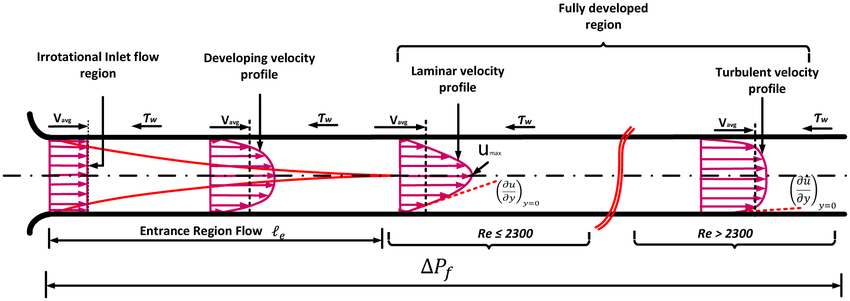 Fully developed
region
Irrotational Inlet flow
region
Developing velocity
profile
Laminar velocity
profile
Turbulent velocity
profile
Vavg
τw
Vavg
τw
Vavg
τw
Vavg
τw
umax
(∂u/∂y)y=0
(∂ū/∂y)y=0
Entrance Region Flow ℓe
Re ≤ 2300
Re > 2300
ΔPf